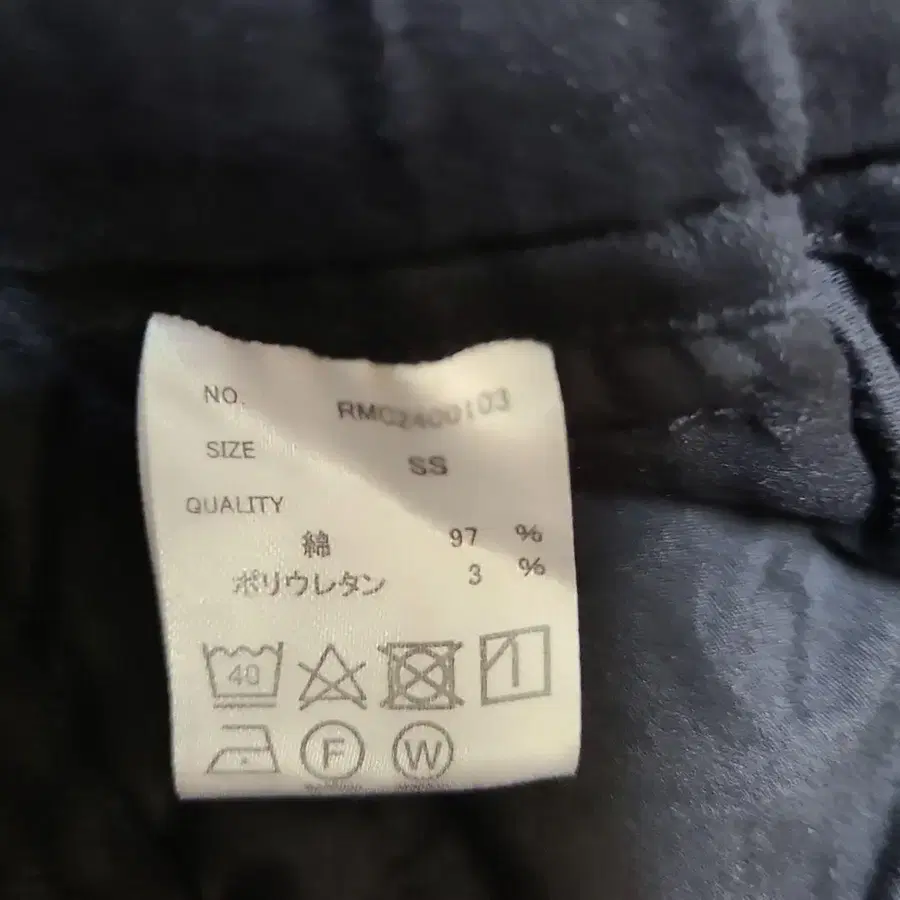 NO. RMC2400103
SIZE SS
QUALITY
綿 97 %
ポリウレタン 3 %
40
F W